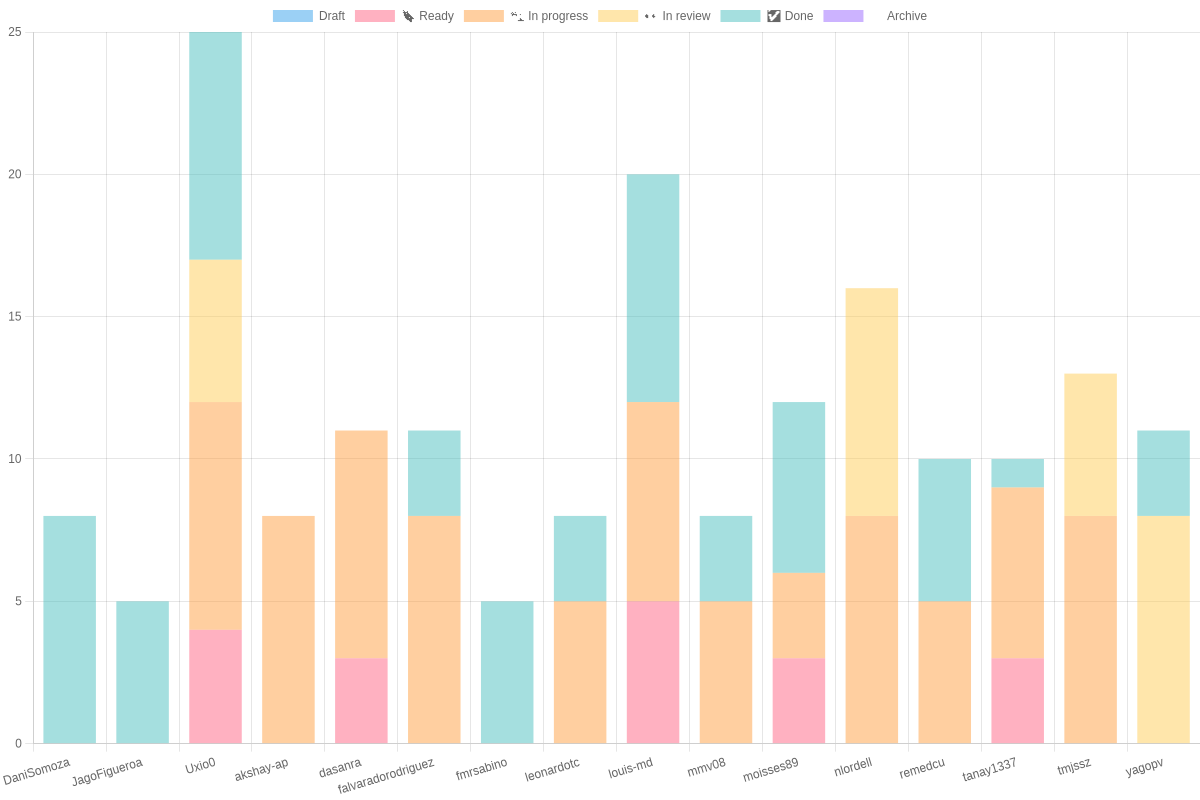 Draft 🔖 Ready 🏗 In progress 👀 In review ✅ Done Archive
25
20
15
10
5
0
DaniSomoza
JagoFigueroa
Uxio0
akshay-ap
dasanra
falvaradorodriguez
fmrsabino
leonardotc
louis-md
mmv08
moisses89
nlordell
remedcu
tanay1337
tmjssz
yagopv